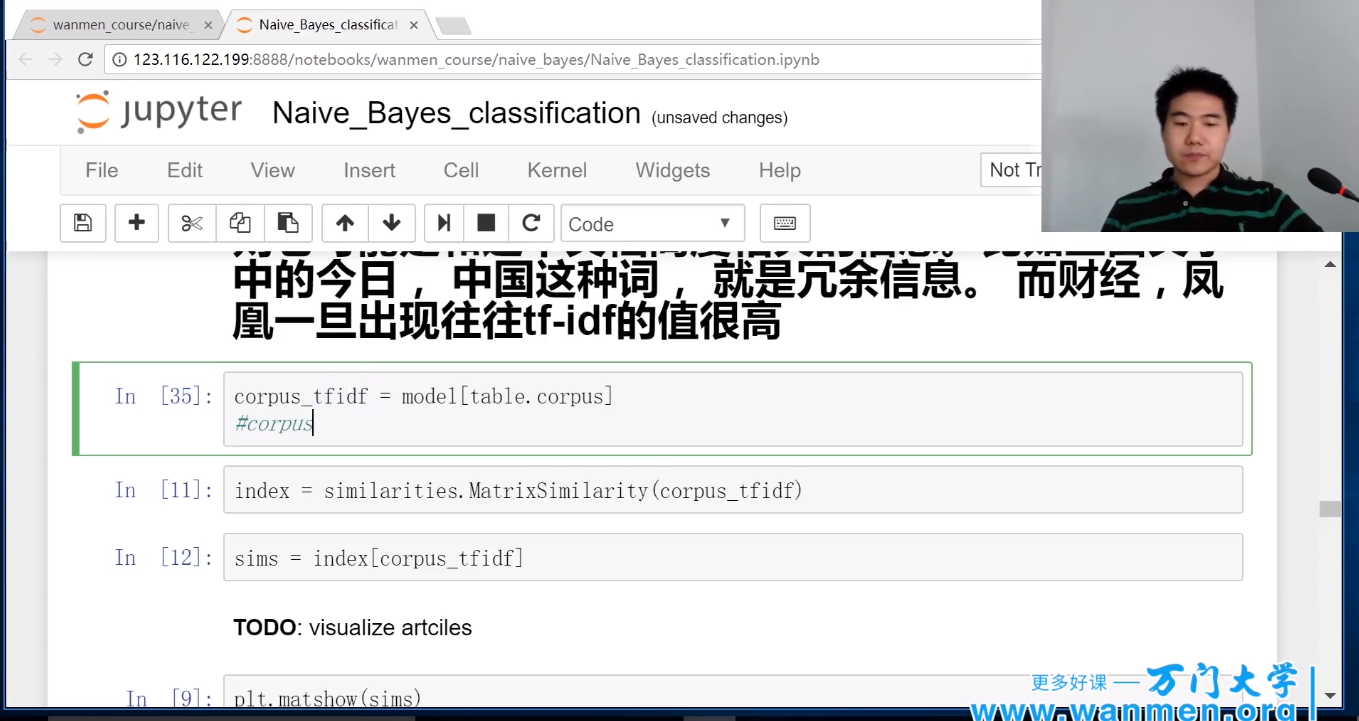 wanmen_course/naive_
Naive_Bayes_classificat
123.116.122.199:8888/notebooks/wanmen_course/naive_bayes/Naive_Bayes_classification.ipynb
jupyter Naive_Bayes_classification (unsaved changes)
File Edit View Insert Cell Kernel Widgets Help Not Tr
Code
中的今日， 中国这种词， 就是冗余信息。 而财经，凤
凰一旦出现往往tf-idf的值很高
In [35]: corpus_tfidf = model[table.corpus]
#corpus
In [11]: index = similarities.MatrixSimilarity(corpus_tfidf)
In [12]: sims = index[corpus_tfidf]
TODO: visualize artciles
In [9]: plt.matshow(sims)
更多好课 — 万门大学
www.wanmen.org